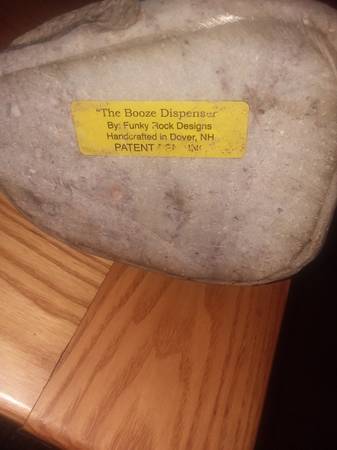 "The Booze Dispenser"
By: Funky Rock Designs
Handcrafted in Dover, NH
PATENT